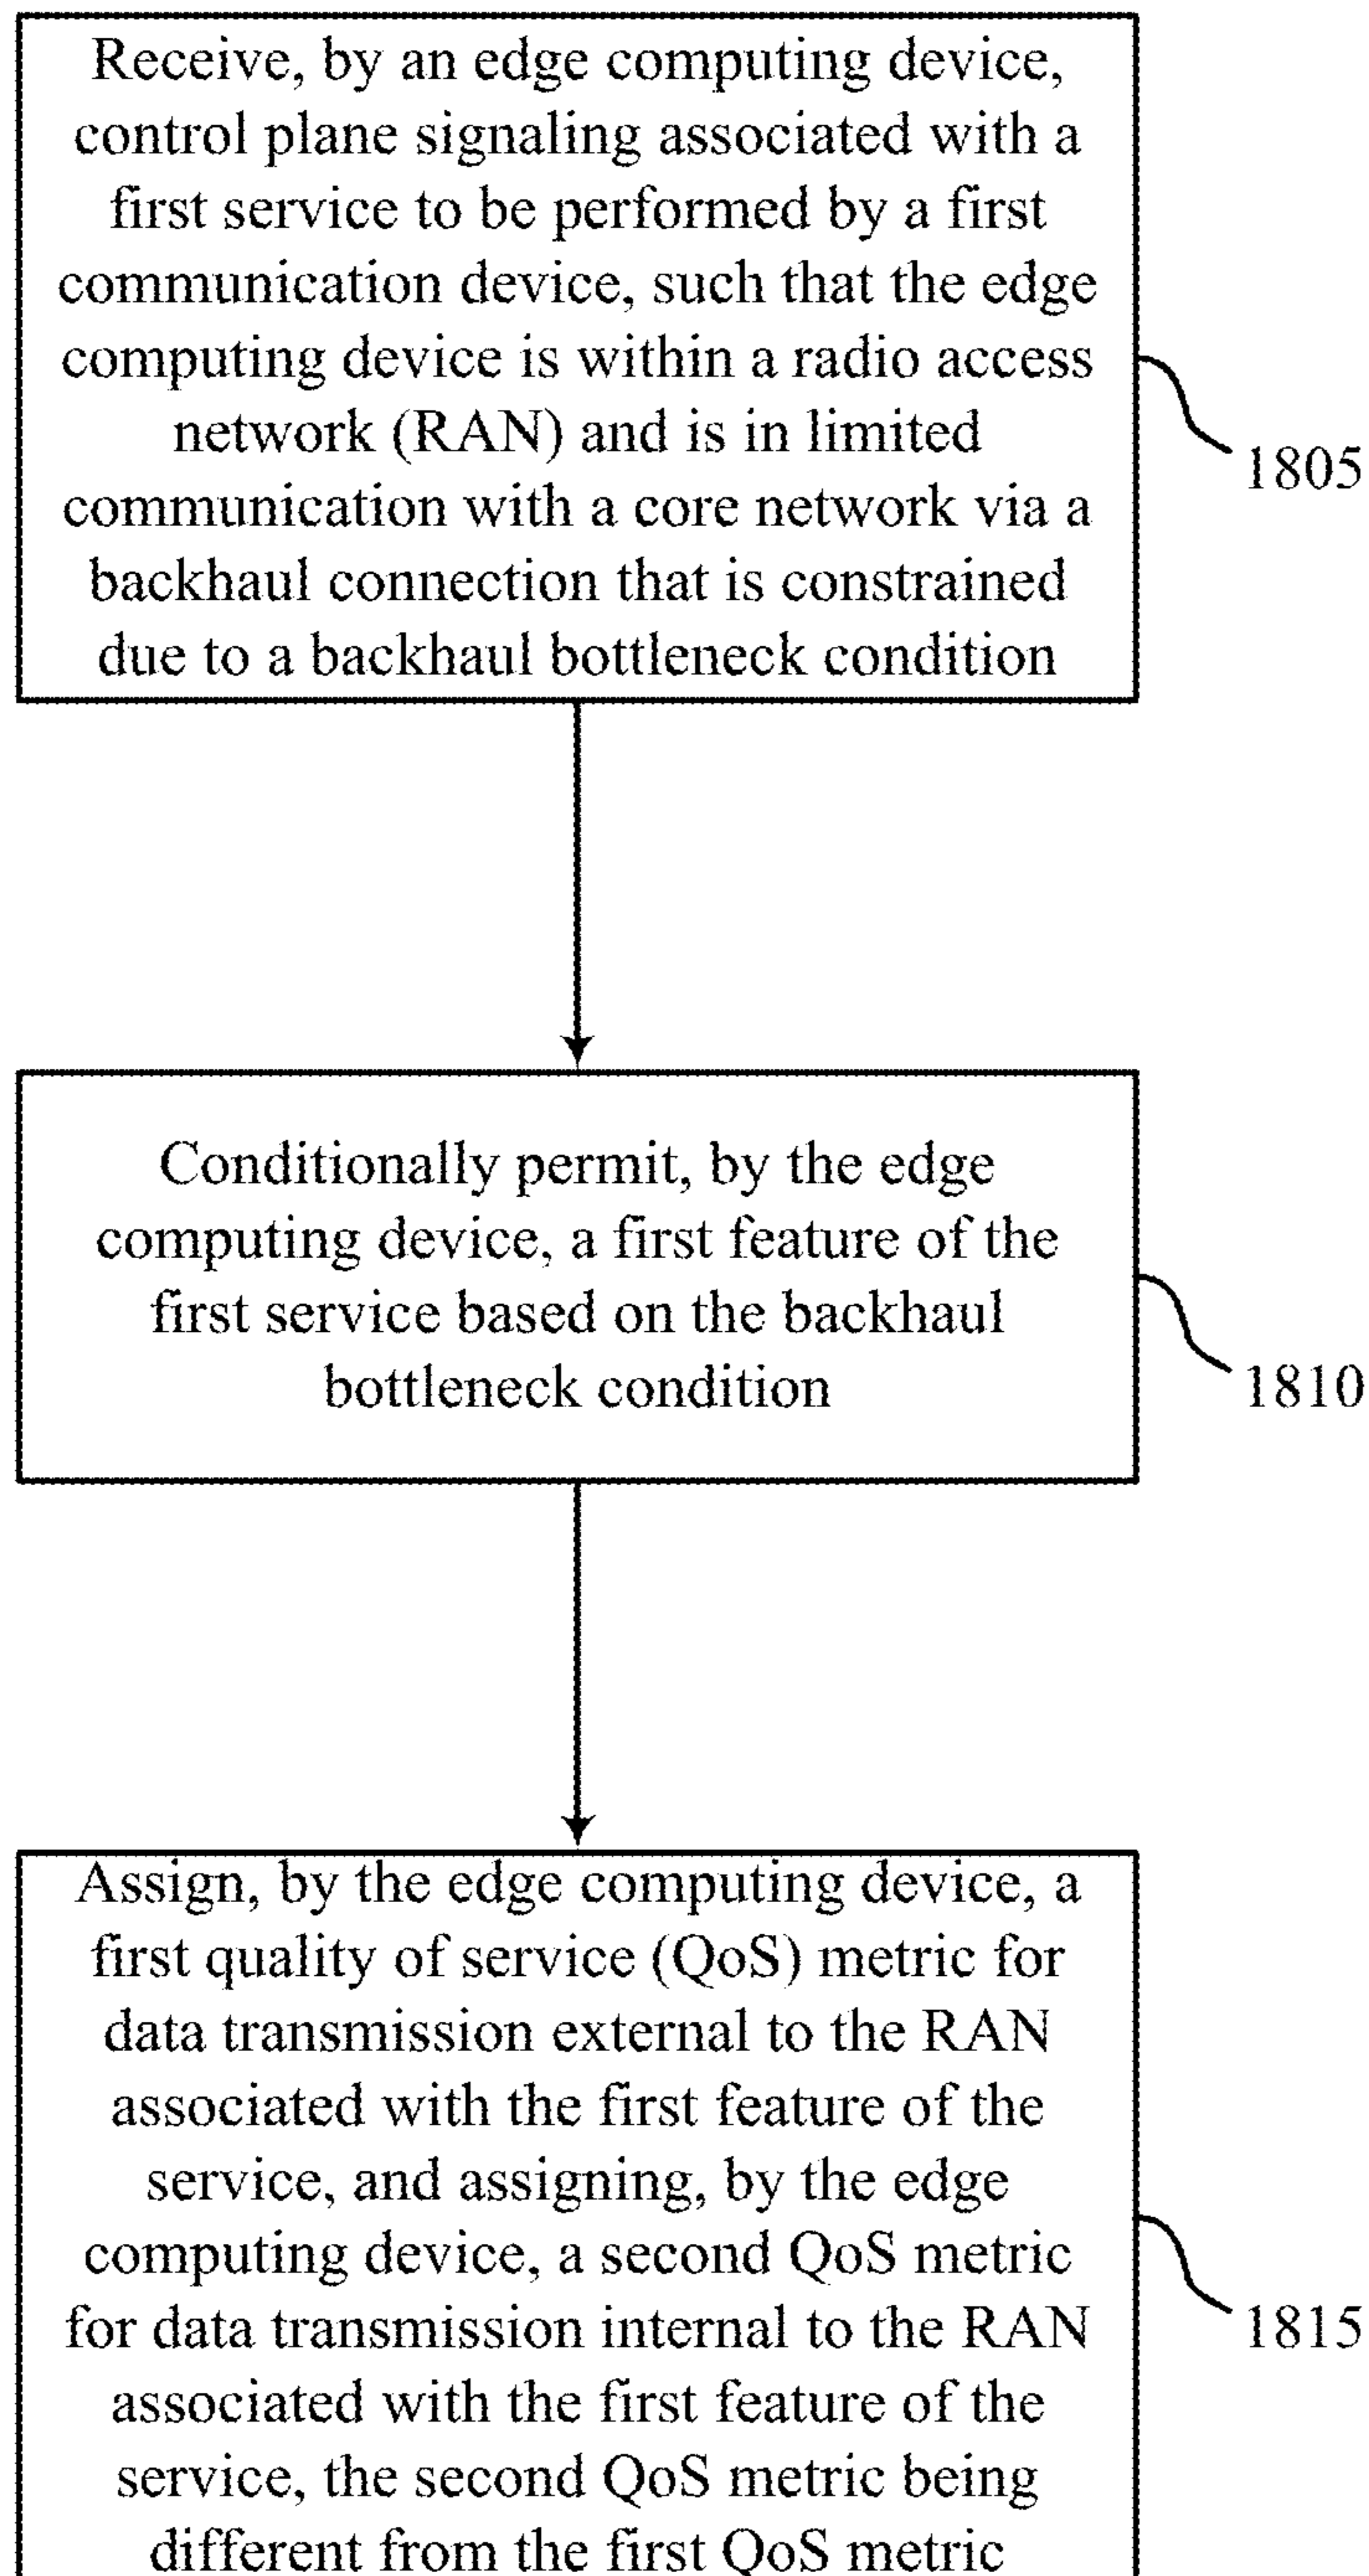 Receive, by an edge computing device,
control plane signaling associated with a
first service to be performed by a first
communication device, such that the edge
computing device is within a radio access
network (RAN) and is in limited
communication with a core network via a
backhaul connection that is constrained
due to a backhaul bottleneck condition
1805
Conditionally permit, by the edge
computing device, a first feature of the
first service based on the backhaul
bottleneck condition
1810
Assign, by the edge computing device, a
first quality of service (QoS) metric for
data transmission external to the RAN
associated with the first feature of the
service, and assigning, by the edge
computing device, a second QoS metric
for data transmission internal to the RAN
associated with the first feature of the
service, the second QoS metric being
different from the first QoS metric
1815